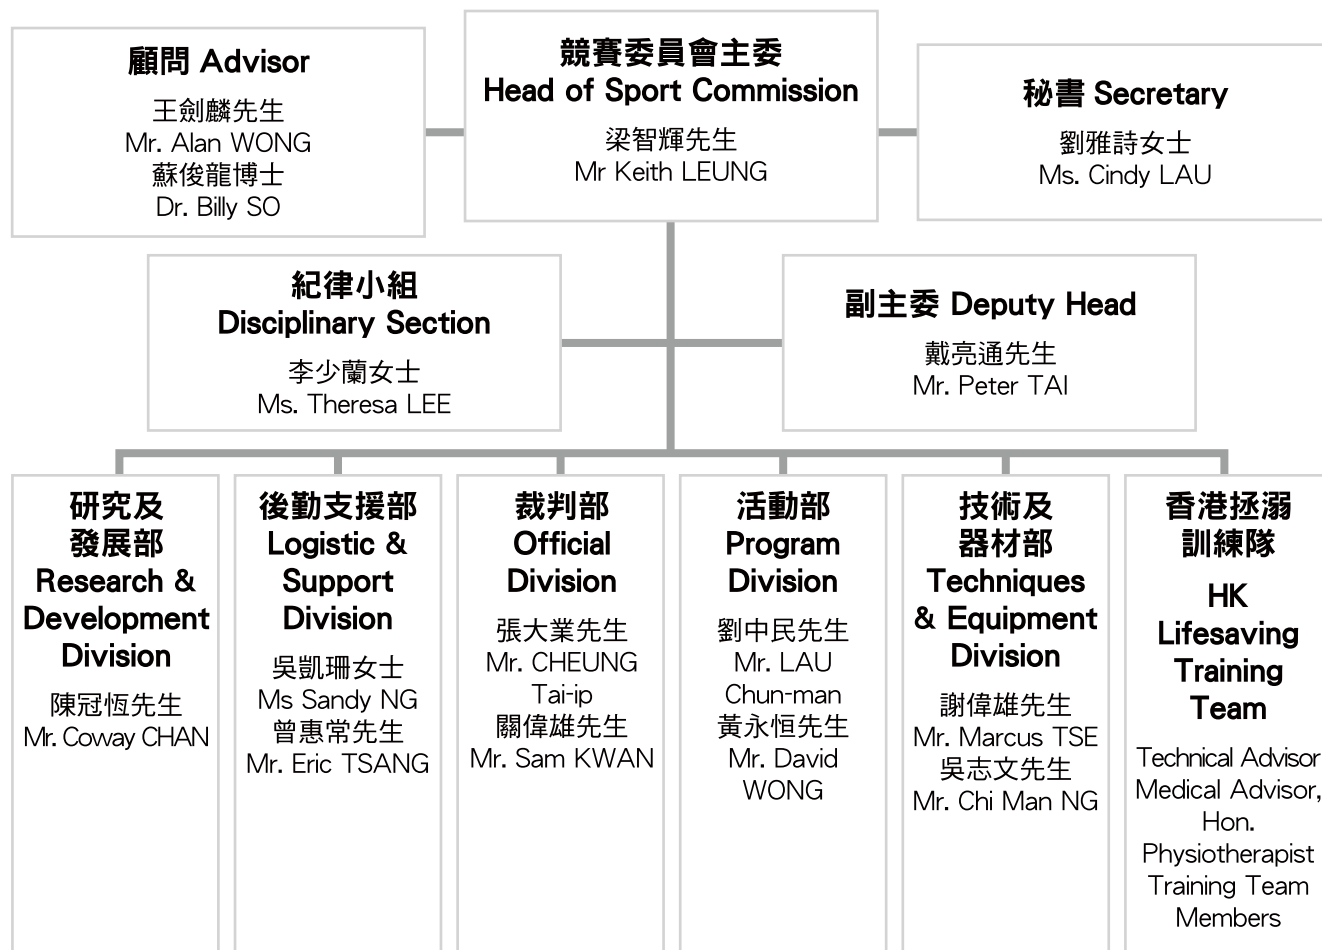 顧問 Advisor
王劍麟先生
Mr. Alan WONG
蘇俊龍博士
Dr. Billy SO
競賽委員會主委
Head of Sport Commission
梁智輝先生
Mr Keith LEUNG
秘書 Secretary
劉雅詩女士
Ms. Cindy LAU
紀律小組
Disciplinary Section
李少蘭女士
Ms. Theresa LEE
副主委 Deputy Head
戴亮通先生
Mr. Peter TAI
研究及
發展部
Research &
Development
Division
陳冠恆先生
Mr. Coway CHAN
後勤支援部
Logistic &
Support
Division
吳凱珊女士
Ms Sandy NG
曾惠常先生
Mr. Eric TSANG
裁判部
Official
Division
張大業先生
Mr. CHEUNG
Tai-ip
關偉雄先生
Mr. Sam KWAN
活動部
Program
Division
劉中民先生
Mr. LAU
Chun-man
黃永恒先生
Mr. David
WONG
技術及
器材部
Techniques
& Equipment
Division
謝偉雄先生
Mr. Marcus TSE
吳志文先生
Mr. Chi Man NG
香港拯溺
訓練隊
HK
Lifesaving
Training
Team
Technical Advisor
Medical Advisor,
Hon.
Physiotherapist
Training Team
Members